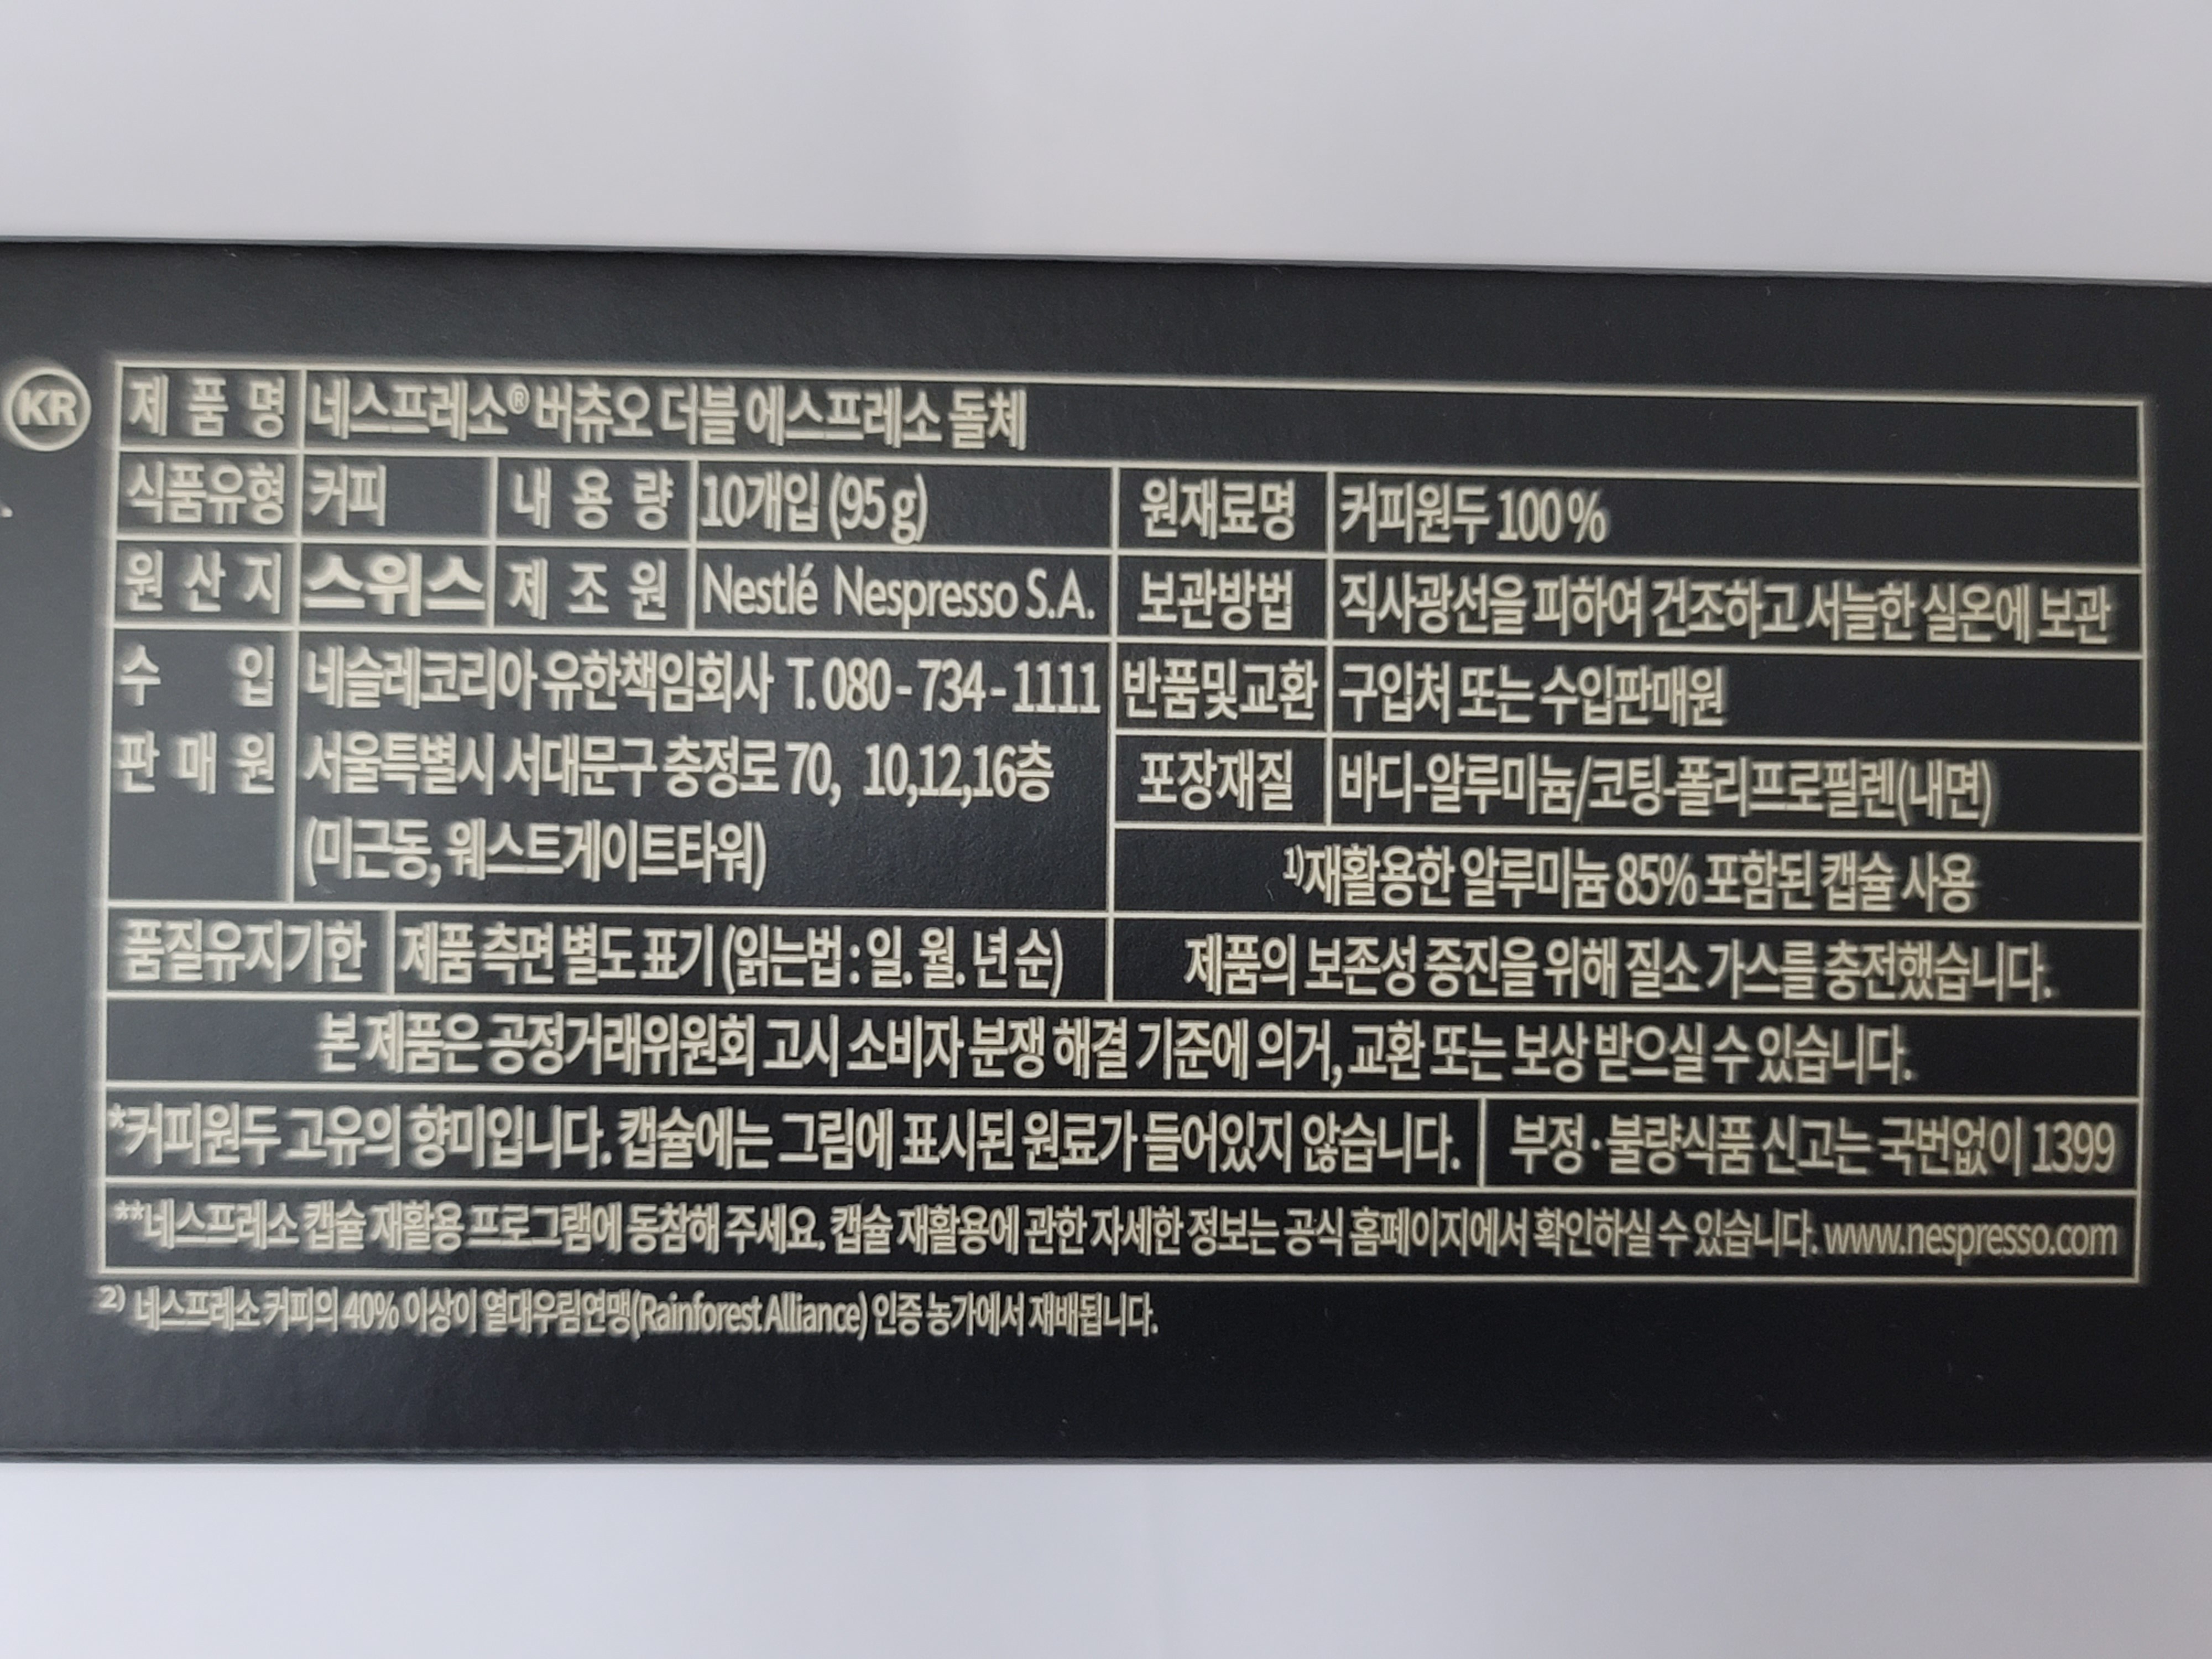 KR
제 품 명 네스프레소® 버츄오 더블 에스프레소 돌체
식품유형 커피 내 용 량 10개입 (95 g) 원재료명 커피원두 100 %
원 산 지 스위스 제 조 원 Nestlé Nespresso S.A. 보관방법 직사광선을 피하여 건조하고 서늘한 실온에 보관
수 입 네슬레코리아 유한책임회사 T. 080 - 734 - 1111 반품및교환 구입처 또는 수입판매원
판 매 원 서울특별시 서대문구 충정로 70, 10,12,16층 포장재질 바디-알루미늄/코팅-폴리프로필렌(내면)
(미근동, 웨스트게이트타워) 1)재활용한 알루미늄 85% 포함된 캡슐 사용
품질유지기한 제품 측면 별도 표기 (읽는법 : 일. 월. 년 순) 제품의 보존성 증진을 위해 질소 가스를 충전했습니다.
본 제품은 공정거래위원회 고시 소비자 분쟁 해결 기준에 의거, 교환 또는 보상 받으실 수 있습니다.
*커피원두 고유의 향미입니다. 캡슐에는 그림에 표시된 원료가 들어있지 않습니다. 부정·불량식품 신고는 국번없이 1399
**네스프레소 캡슐 재활용 프로그램에 동참해 주세요. 캡슐 재활용에 관한 자세한 정보는 공식 홈페이지에서 확인하실 수 있습니다. www.nespresso.com
2) 네스프레소 커피의 40% 이상이 열대우림연맹(Rainforest Alliance) 인증 농가에서 재배됩니다.